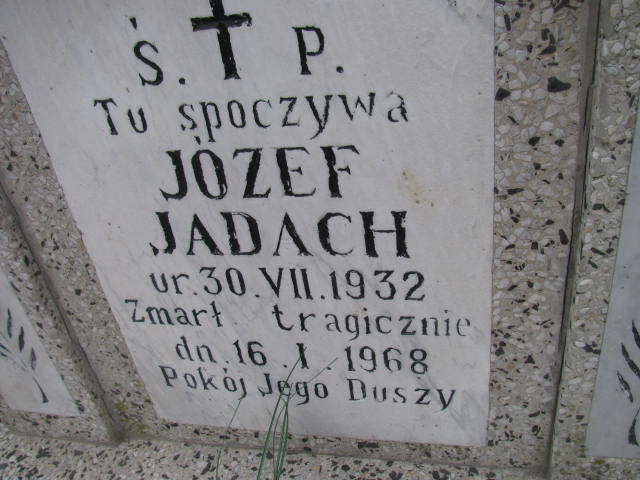 Ś. P.
Tu spoczywa
JÓZEF
JADACH
ur. 30. VII. 1932
Zmarł tragicznie
dn. 16 I. 1968
Pokój Jego Duszy